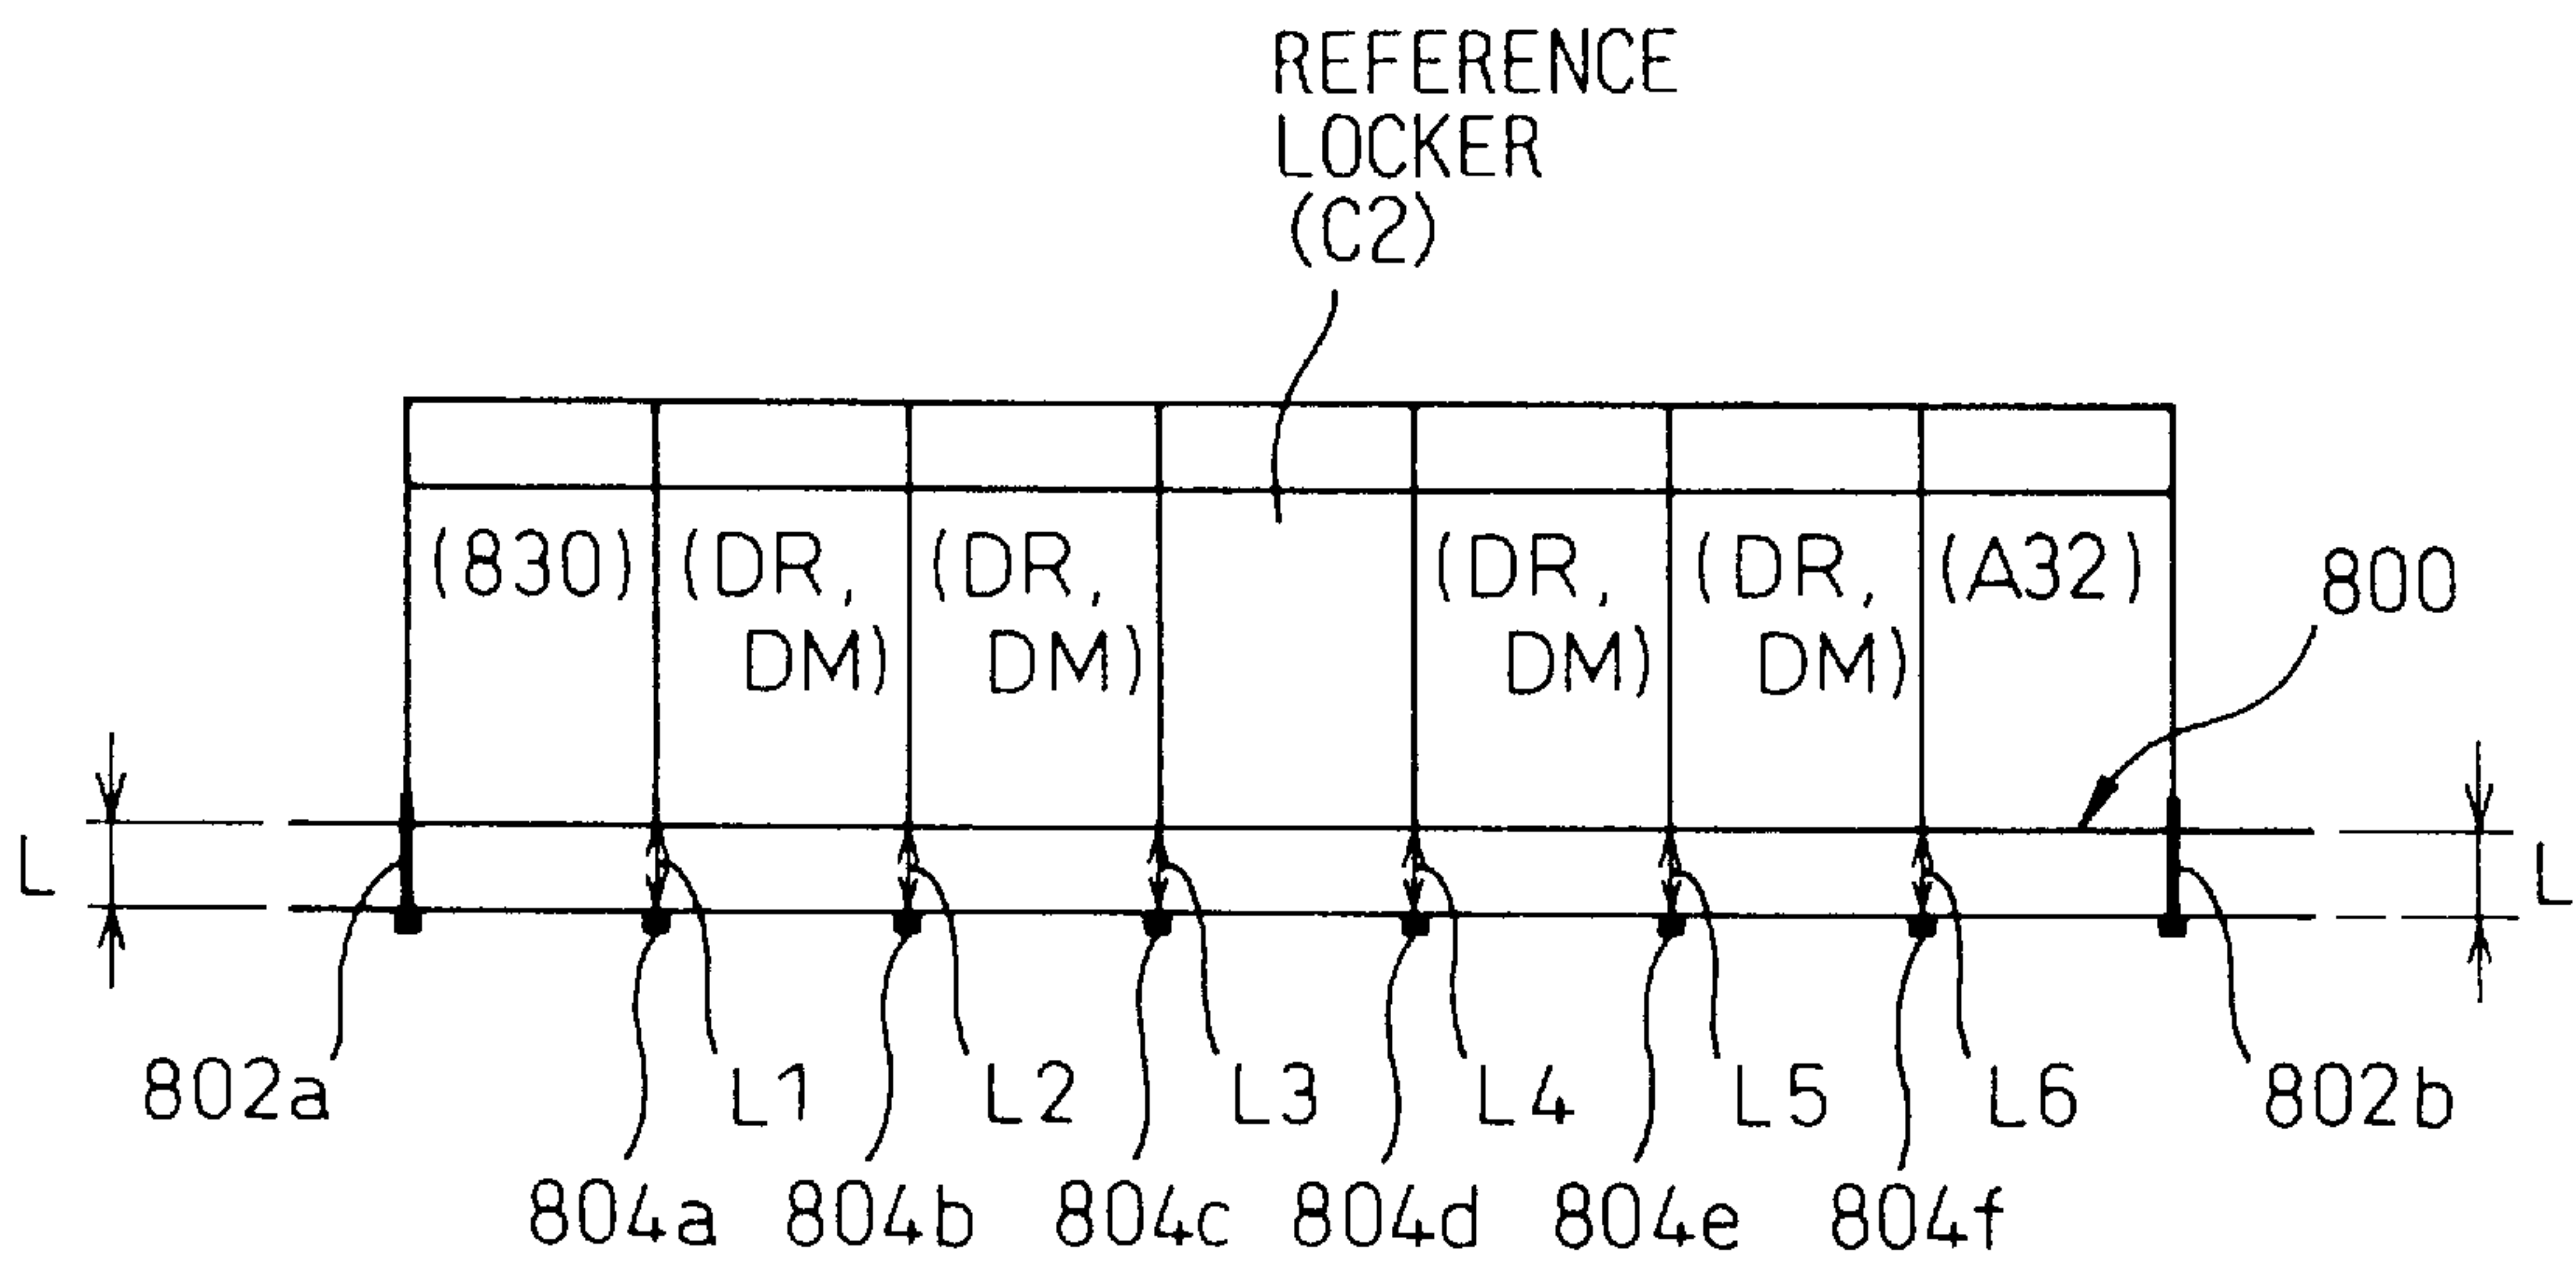 REFERENCE
LOCKER
(C2)
(830) (DR, (DR, (DR, (DR, (A32)
DM) DM) DM) DM)
800
L L
802a L1 L2 L3 L4 L5 L6 802b
804a 804b 804c 804d 804e 804f